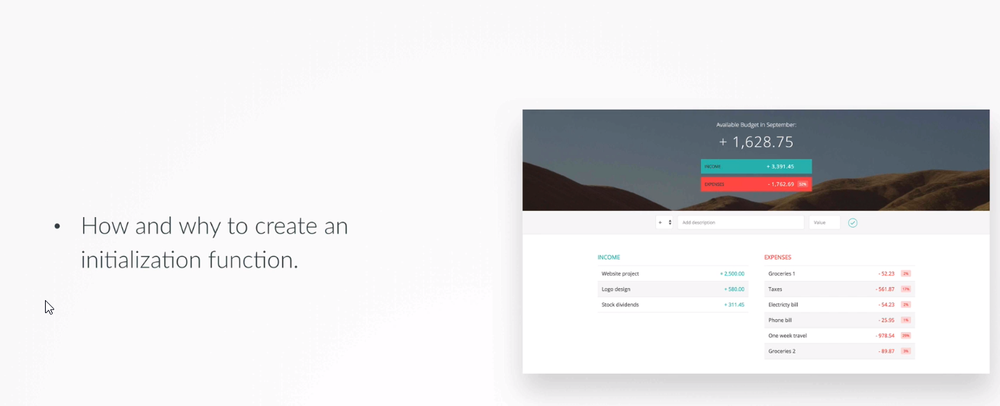 • How and why to create an
initialization function.
Available Budget in September:
+ 1,628.75
INCOME + 3,391.45
EXPENSES - 1,762.69 52%
+ Add description Value
INCOME
Website project + 2,500.00
Logo design + 580.00
Stock dividends + 311.45
EXPENSES
Groceries 1 - 52.23 2%
Taxes - 561.87 17%
Electricty bill - 54.23 2%
Phone bill - 25.95 1%
One week travel - 978.54 29%
Groceries 2 - 89.87 3%